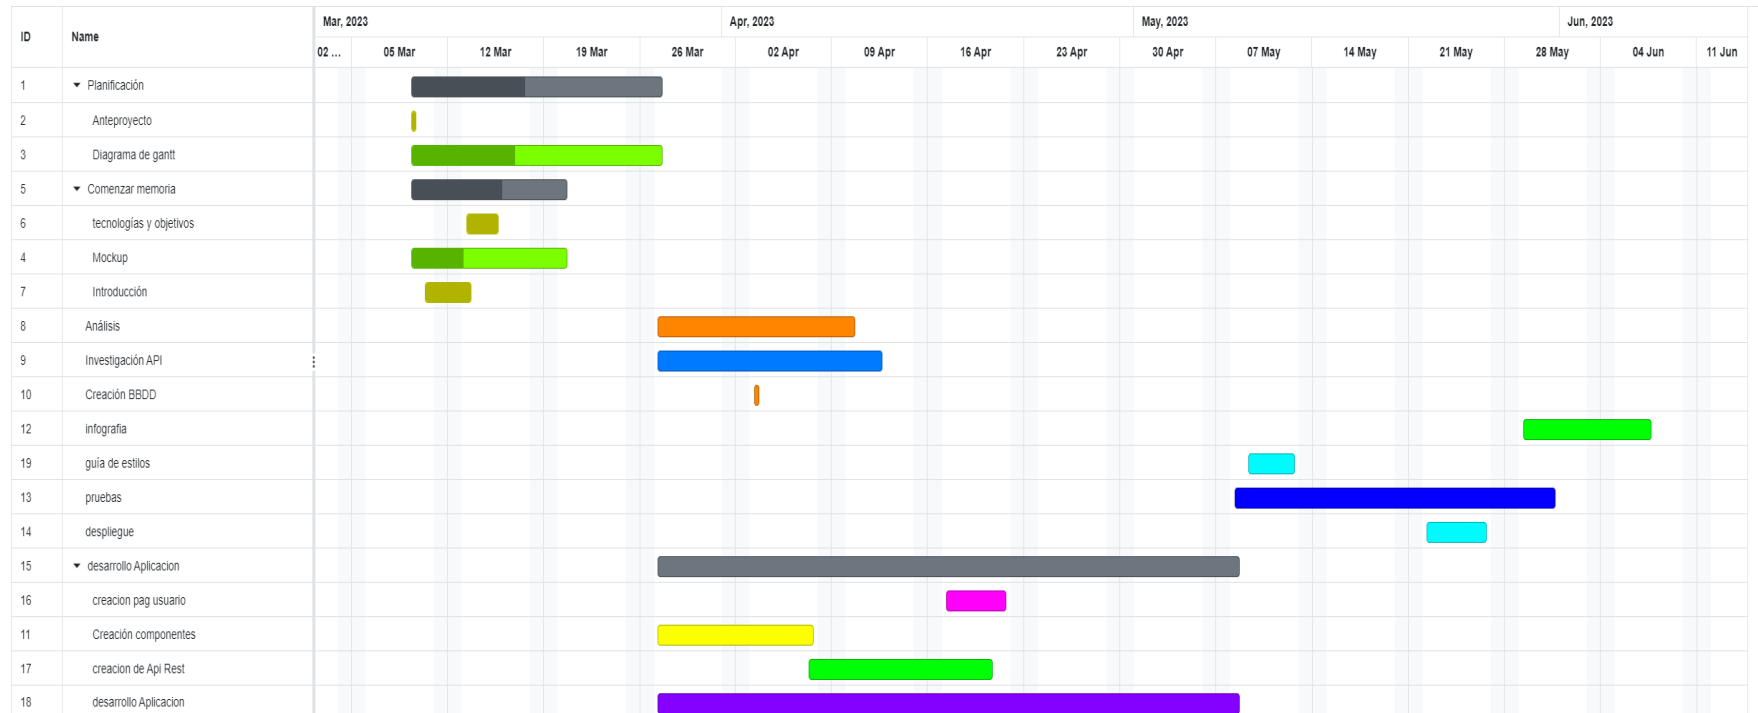 ID Name Mar, 2023 Apr, 2023 May, 2023 Jun, 2023
02 ... 05 Mar 12 Mar 19 Mar 26 Mar 02 Apr 09 Apr 16 Apr 23 Apr 30 Apr 07 May 14 May 21 May 28 May 04 Jun 11 Jun
1 Planificación
2 Anteproyecto
3 Diagrama de gantt
5 Comenzar memoria
6 tecnologías y objetivos
4 Mockup
7 Introducción
8 Análisis
9 Investigación API
10 Creación BBDD
12 infografia
19 guía de estilos
13 pruebas
14 despliegue
15 desarrollo Aplicacion
16 creacion pag usuario
11 Creación componentes
17 creacion de Api Rest
18 desarrollo Aplicacion